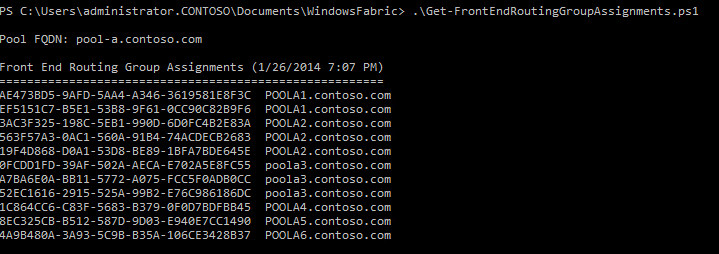 PS C:\Users\administrator.CONTOSO\Documents\WindowsFabric> .\Get-FrontEndRoutingGroupAssignments.ps1
Pool FQDN: pool-a.contoso.com
Front End Routing Group Assignments (1/26/2014 7:07 PM)
=======================================================
AE473BD5-9AFD-5AA4-A346-3619581E8F3C  POOLA1.contoso.com
EF5151C7-B5E1-53B8-9F61-0CC90C82B9F6  POOLA1.contoso.com
3AC3F325-198C-5EB1-990D-6D0FC4B2E83A  POOLA2.contoso.com
563F57A3-0AC1-560A-91B4-74ACDECB2683  POOLA2.contoso.com
19F4D868-D0A1-53D8-BE89-1BFA7BDE645E  POOLA2.contoso.com
0FCDD1FD-39AF-502A-AECA-E702A5E8FC55  poola3.contoso.com
A7BA6E0A-BB11-5772-A075-FCC5F0ADB0CC  poola3.contoso.com
52EC1616-2915-525A-99B2-E76C986186DC  poola3.contoso.com
1C864CC6-C83F-5683-B379-0F0D7BDFBB45  POOLA4.contoso.com
8EC325CB-B512-587D-9D03-E940E7CC1490  POOLA5.contoso.com
4A9B480A-3A93-5C9B-B35A-106CE3428B37  POOLA6.contoso.com